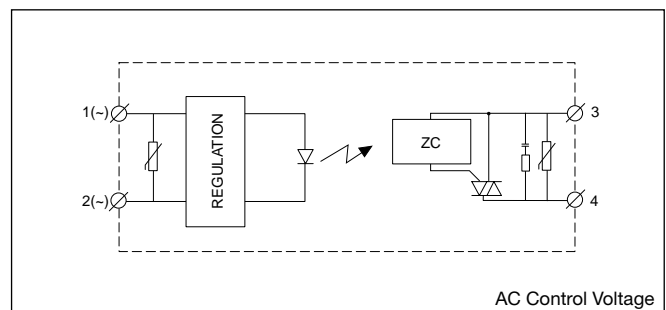 1(~)
3
REGULATION
ZC
2(~)
4
AC Control Voltage